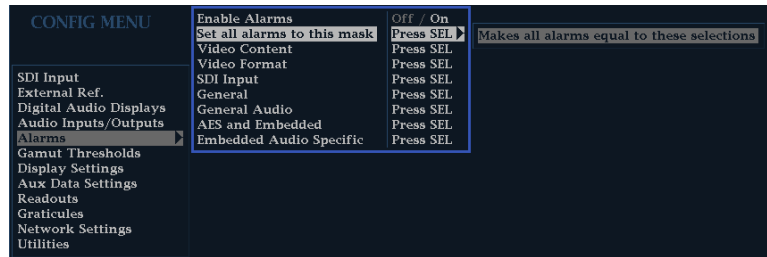 CONFIG MENU
SDI Input
External Ref.
Digital Audio Displays
Audio Inputs/Outputs
Alarms
Gamut Thresholds
Display Settings
Aux Data Settings
Readouts
Graticules
Network Settings
Utilities
Enable Alarms Off / On
Set all alarms to this mask Press SEL
Video Content Press SEL
Video Format Press SEL
SDI Input Press SEL
General Press SEL
General Audio Press SEL
AES and Embedded Press SEL
Embedded Audio Specific Press SEL
Makes all alarms equal to these selections